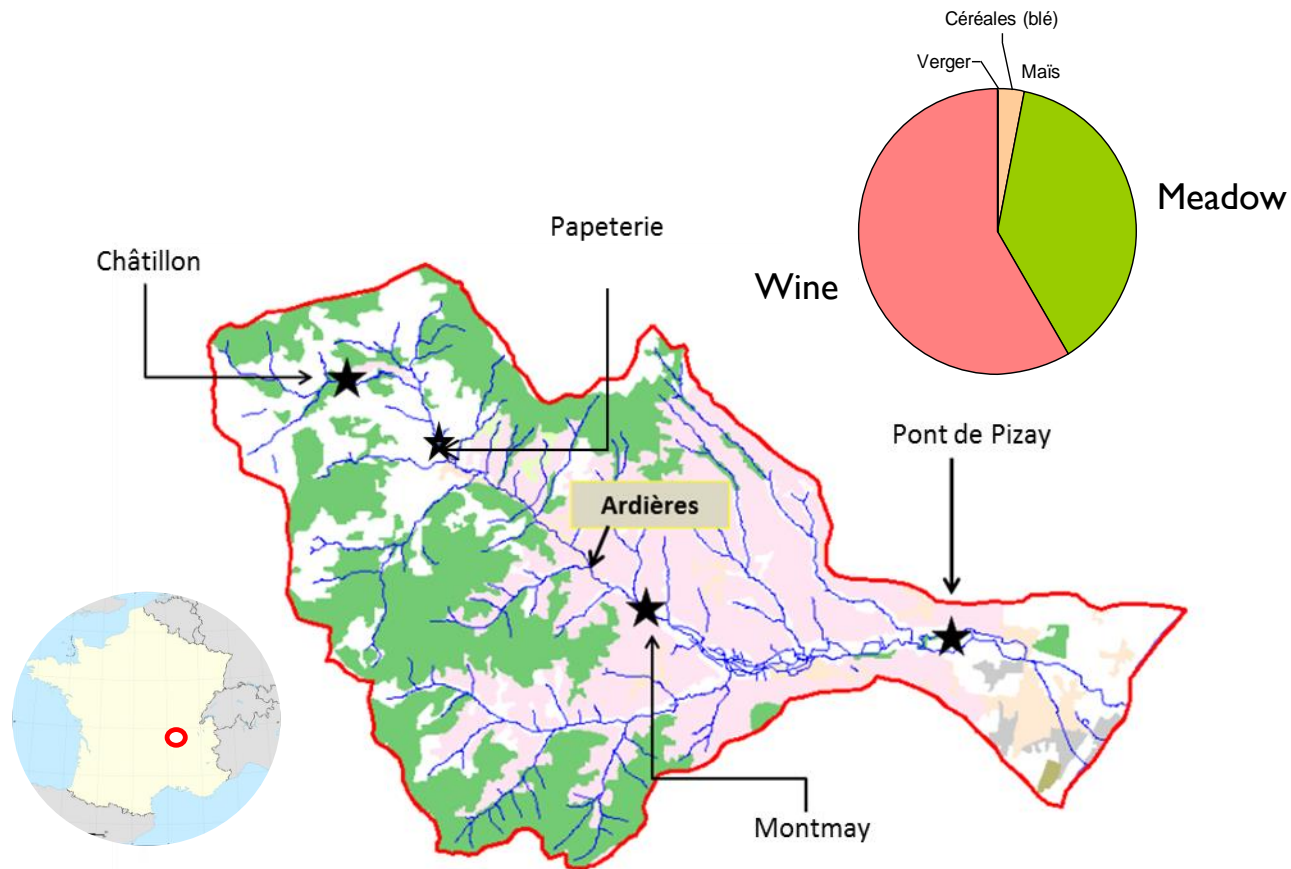 Céréales (blé)
Verger
Maïs
Meadow
Wine
Papeterie
Châtillon
Pont de Pizay
Ardières
Montmay